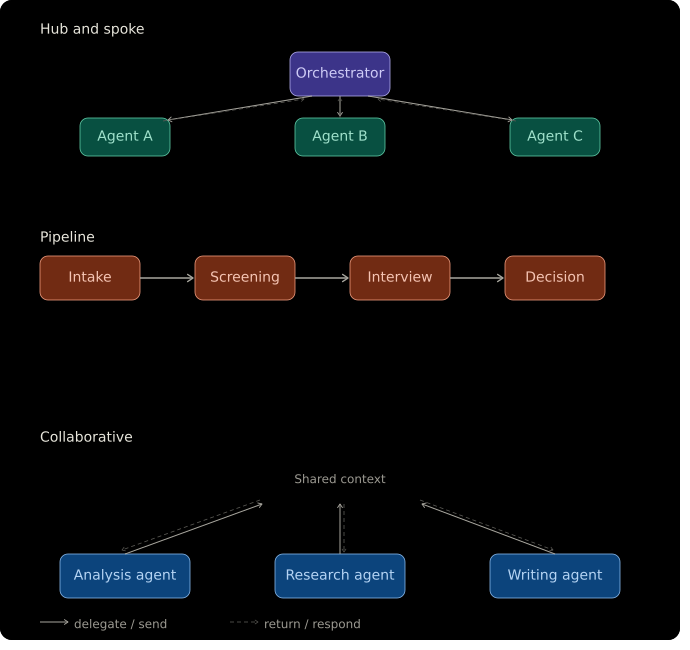 Hub and spoke
Orchestrator
Agent A
Agent B
Agent C
Pipeline
Intake
Screening
Interview
Decision
Collaborative
Shared context
Analysis agent
Research agent
Writing agent
delegate / send
return / respond